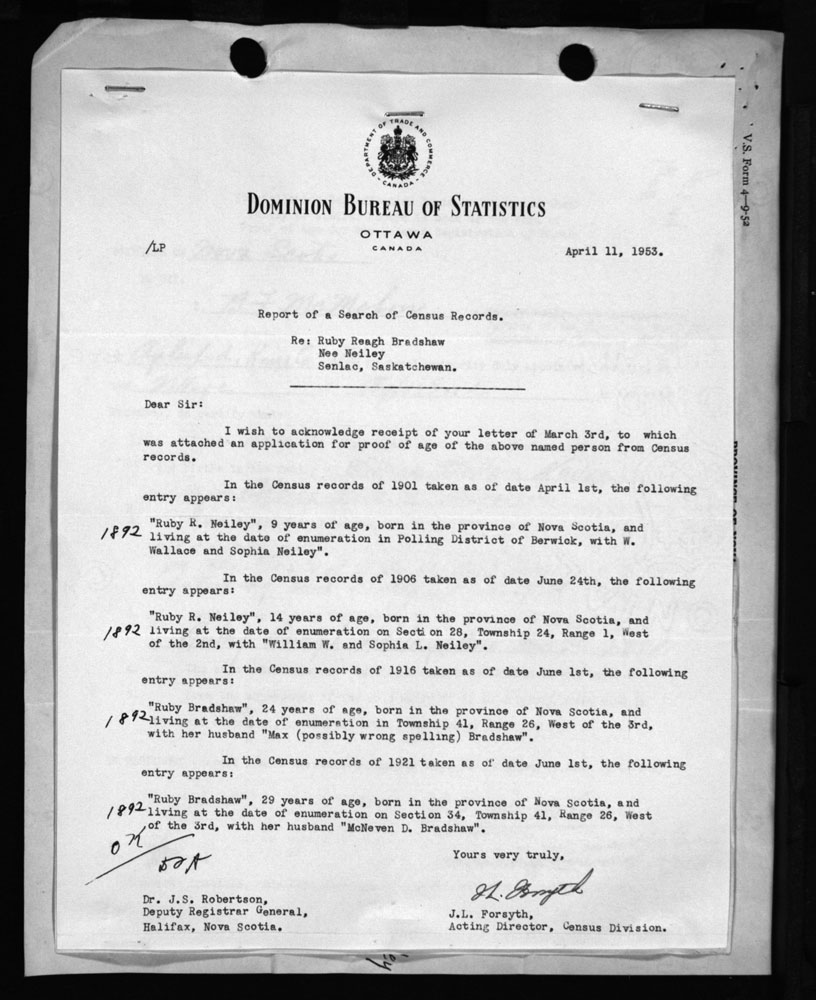 DEPARTMENT OF TRADE AND COMMERCE
CANADA
DOMINION BUREAU OF STATISTICS
OTTAWA
CANADA
V.S. Form 4—9-52
/LP
April 11, 1953.
Report of a Search of Census Records.
Re: Ruby Reagh Bradshaw
Nee Neiley
Senlac, Saskatchewan.
Dear Sir:
I wish to acknowledge receipt of your letter of March 3rd, to which
was attached an application for proof of age of the above named person from Census
records.
In the Census records of 1901 taken as of date April 1st, the following
entry appears:
"Ruby R. Neiley", 9 years of age, born in the province of Nova Scotia, and
1892 living at the date of enumeration in Polling District of Berwick, with W.
Wallace and Sophia Neiley".
In the Census records of 1906 taken as of date June 24th, the following
entry appears:
"Ruby R. Neiley", 14 years of age, born in the province of Nova Scotia, and
1892 living at the date of enumeration on Section 28, Township 24, Range 1, West
of the 2nd, with "William W. and Sophia L. Neiley".
In the Census records of 1916 taken as of date June 1st, the following
entry appears:
"Ruby Bradshaw", 24 years of age, born in the province of Nova Scotia, and
1892 living at the date of enumeration in Township 41, Range 26, West of the 3rd,
with her husband "Max (possibly wrong spelling) Bradshaw".
In the Census records of 1921 taken as of date June 1st, the following
entry appears:
"Ruby Bradshaw", 29 years of age, born in the province of Nova Scotia, and
1892 living at the date of enumeration on Section 34, Township 41, Range 26, West
of the 3rd, with her husband "McNeven D. Bradshaw".
OK
Yours very truly,
J.L. Forsyth
Dr. J.S. Robertson,
Deputy Registrar General,
Halifax, Nova Scotia.
J.L. Forsyth,
Acting Director, Census Division.